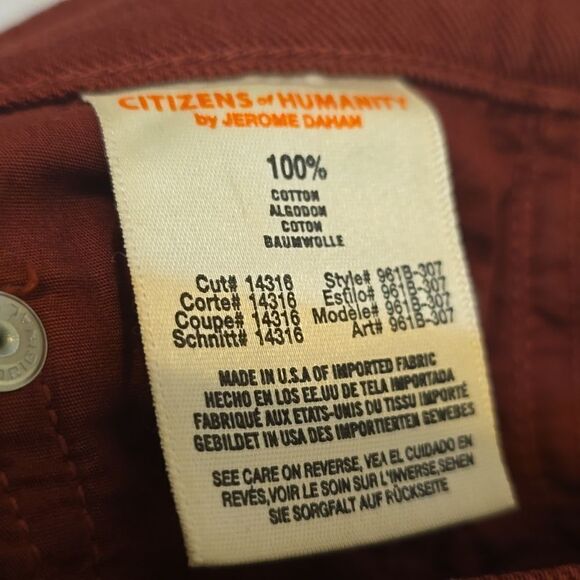 CITIZENS of HUMANITY
by JEROME DAHAN
100%
COTTON
ALGODON
COTON
BAUMWOLLE
Cut# 14316 Style# 961B-307
Corte# 14316 Estilo# 961B-307
Coupe# 14316 Modele# 961B-307
Schnitt# 14316 Art# 961B-307
MADE IN U.S.A OF IMPORTED FABRIC
HECHO EN LOS EE.UU DE TELA IMPORTADA
FABRIQUÉ AUX ETATS-UNIS DU TISSU IMPORTÉ
GEBILDET IN USA DES IMPORTIERTEN GEWEBES
SEE CARE ON REVERSE, VEA EL CUIDADO EN
REVÉS,VOIR LE SOIN SUR L'INVERSE,SEHEN
SIE SORGFALT AUF RÜCKSEITE